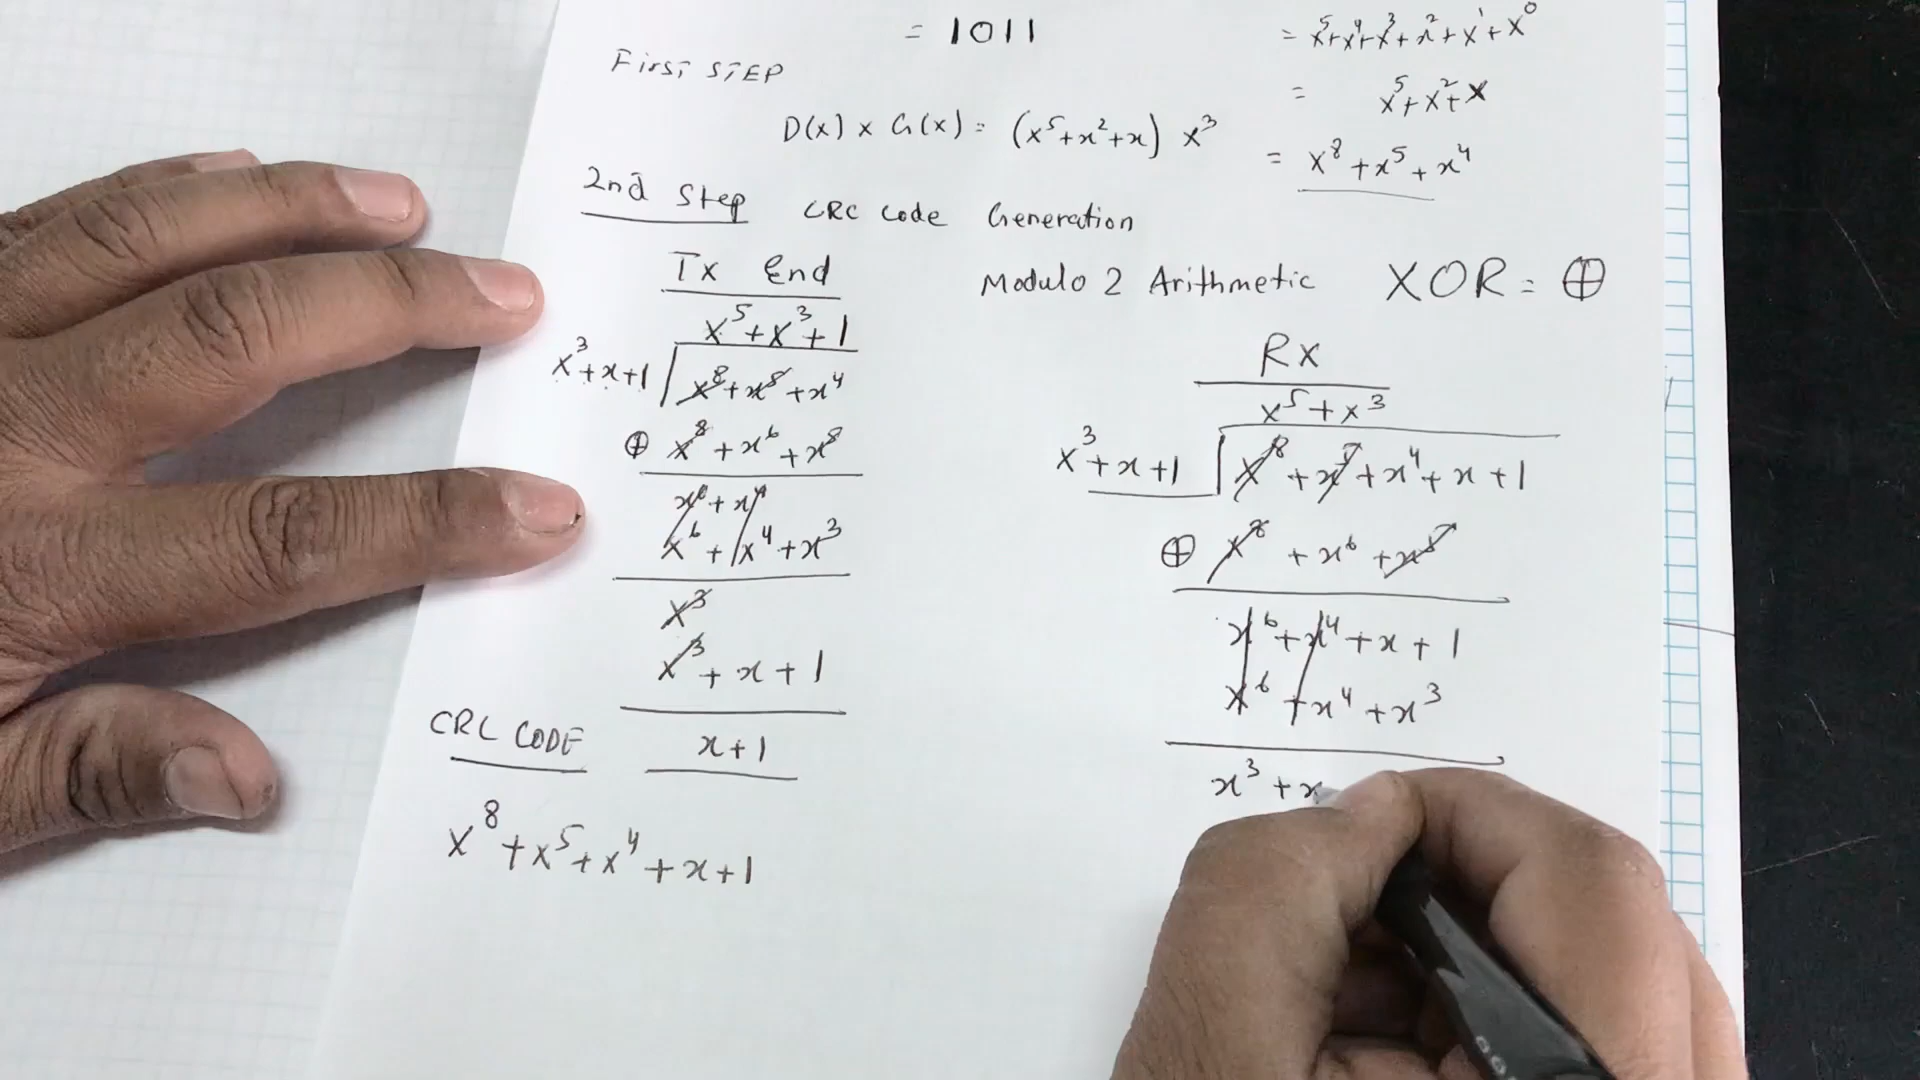 = 1011
= x⁵+x⁴+x³+x²+x¹+x⁰
First STEP
= x⁵+x²+x
D(x) x G(x) = (x⁵+x²+x) x³
= x⁸+x⁵+x⁴
2nd Step CRC Code Generation
Tx End
Modulo 2 Arithmetic XOR = ⊕
x⁵+x³+1
x³+x+1 | x⁸+x⁵+x⁴
⊕ x⁸+x⁶+x⁵
x⁶+x⁴
x⁶+x⁴+x³
x³
x³+x+1
x+1
CRC CODE
x⁸+x⁵+x⁴+x+1
Rx
x⁵+x³
x³+x+1 | x⁸+x⁵+x⁴+x+1
⊕ x⁸+x⁶+x⁵
x⁶+x⁴+x+1
x⁶+x⁴+x³
x³+x